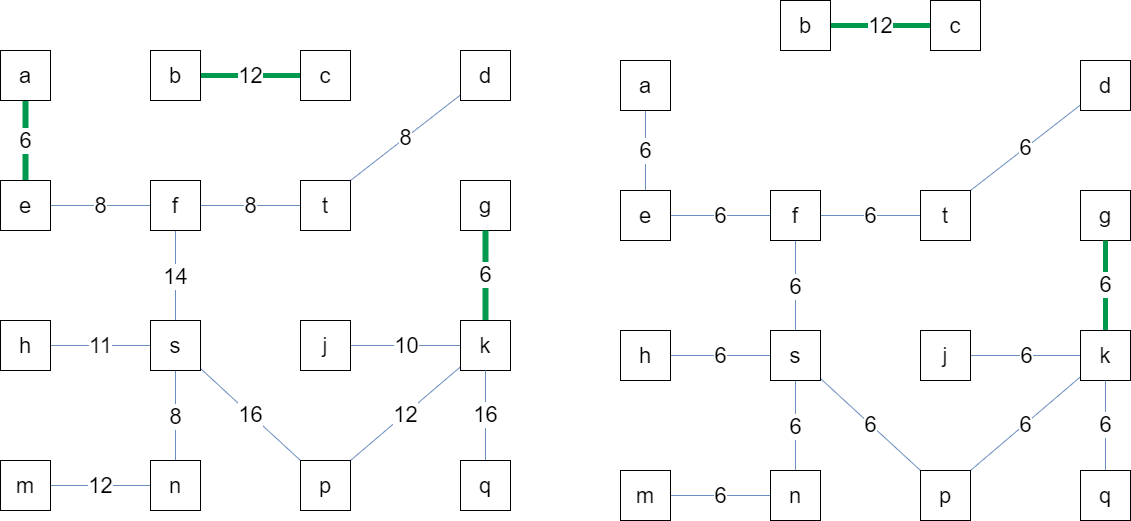 b 12 c
a b 12 c d
a d
6 8
6 6
e 8 f 8 t g
e 6 f 6 t g
14 6
6 6
h 11 s j 10 k
h 6 s j 6 k
8 16 12 16
6 6 6 6
m 12 n p q
m 6 n p q